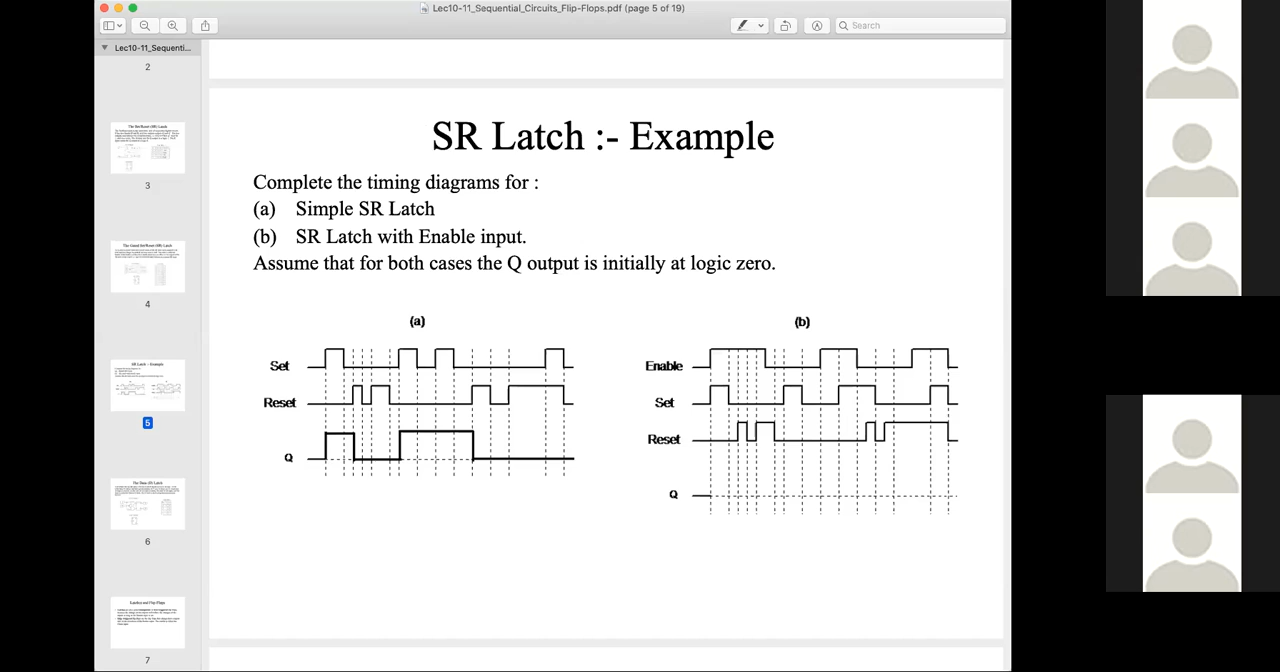 Lec10-11_Sequential_Circuits_Flip-Flops.pdf (page 5 of 19)
Search
Lec10-11_Sequenti...
2
3
4
5
6
7
SR Latch :- Example
Complete the timing diagrams for :
(a) Simple SR Latch
(b) SR Latch with Enable input.
Assume that for both cases the Q output is initially at logic zero.
(a)
Set
Reset
Q
(b)
Enable
Set
Reset
Q